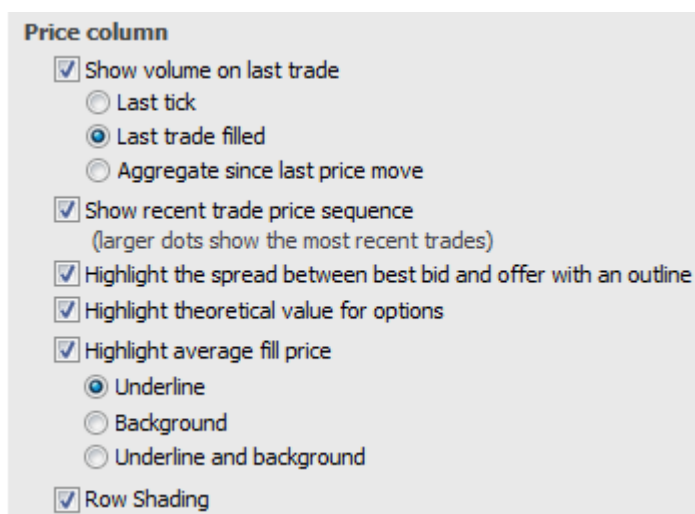 Price column
Show volume on last trade
Last tick
Last trade filled
Aggregate since last price move
Show recent trade price sequence
(larger dots show the most recent trades)
Highlight the spread between best bid and offer with an outline
Highlight theoretical value for options
Highlight average fill price
Underline
Background
Underline and background
Row Shading